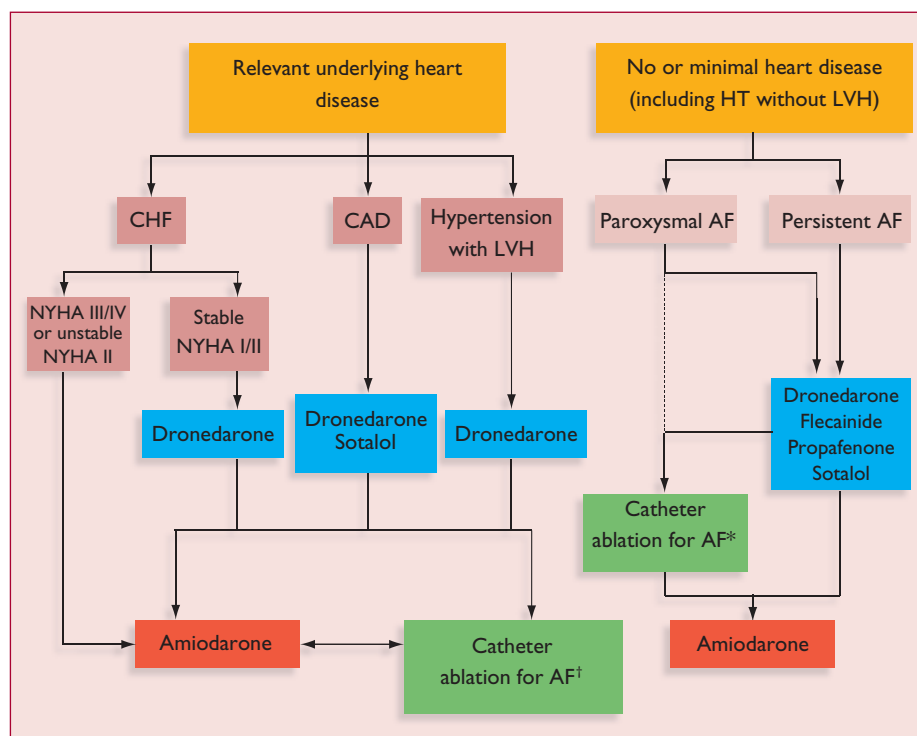 Relevant underlying heart
disease
No or minimal heart disease
(including HT without LVH)
CHF
CAD
Hypertension
with LVH
Paroxysmal AF
Persistent AF
NYHA III/IV
or unstable
NYHA II
Stable
NYHA I/II
Dronedarone
Dronedarone
Sotalol
Dronedarone
Dronedarone
Flecainide
Propafenone
Sotalol
Catheter
ablation for AF*
Amiodarone
Catheter
ablation for AF†
Amiodarone